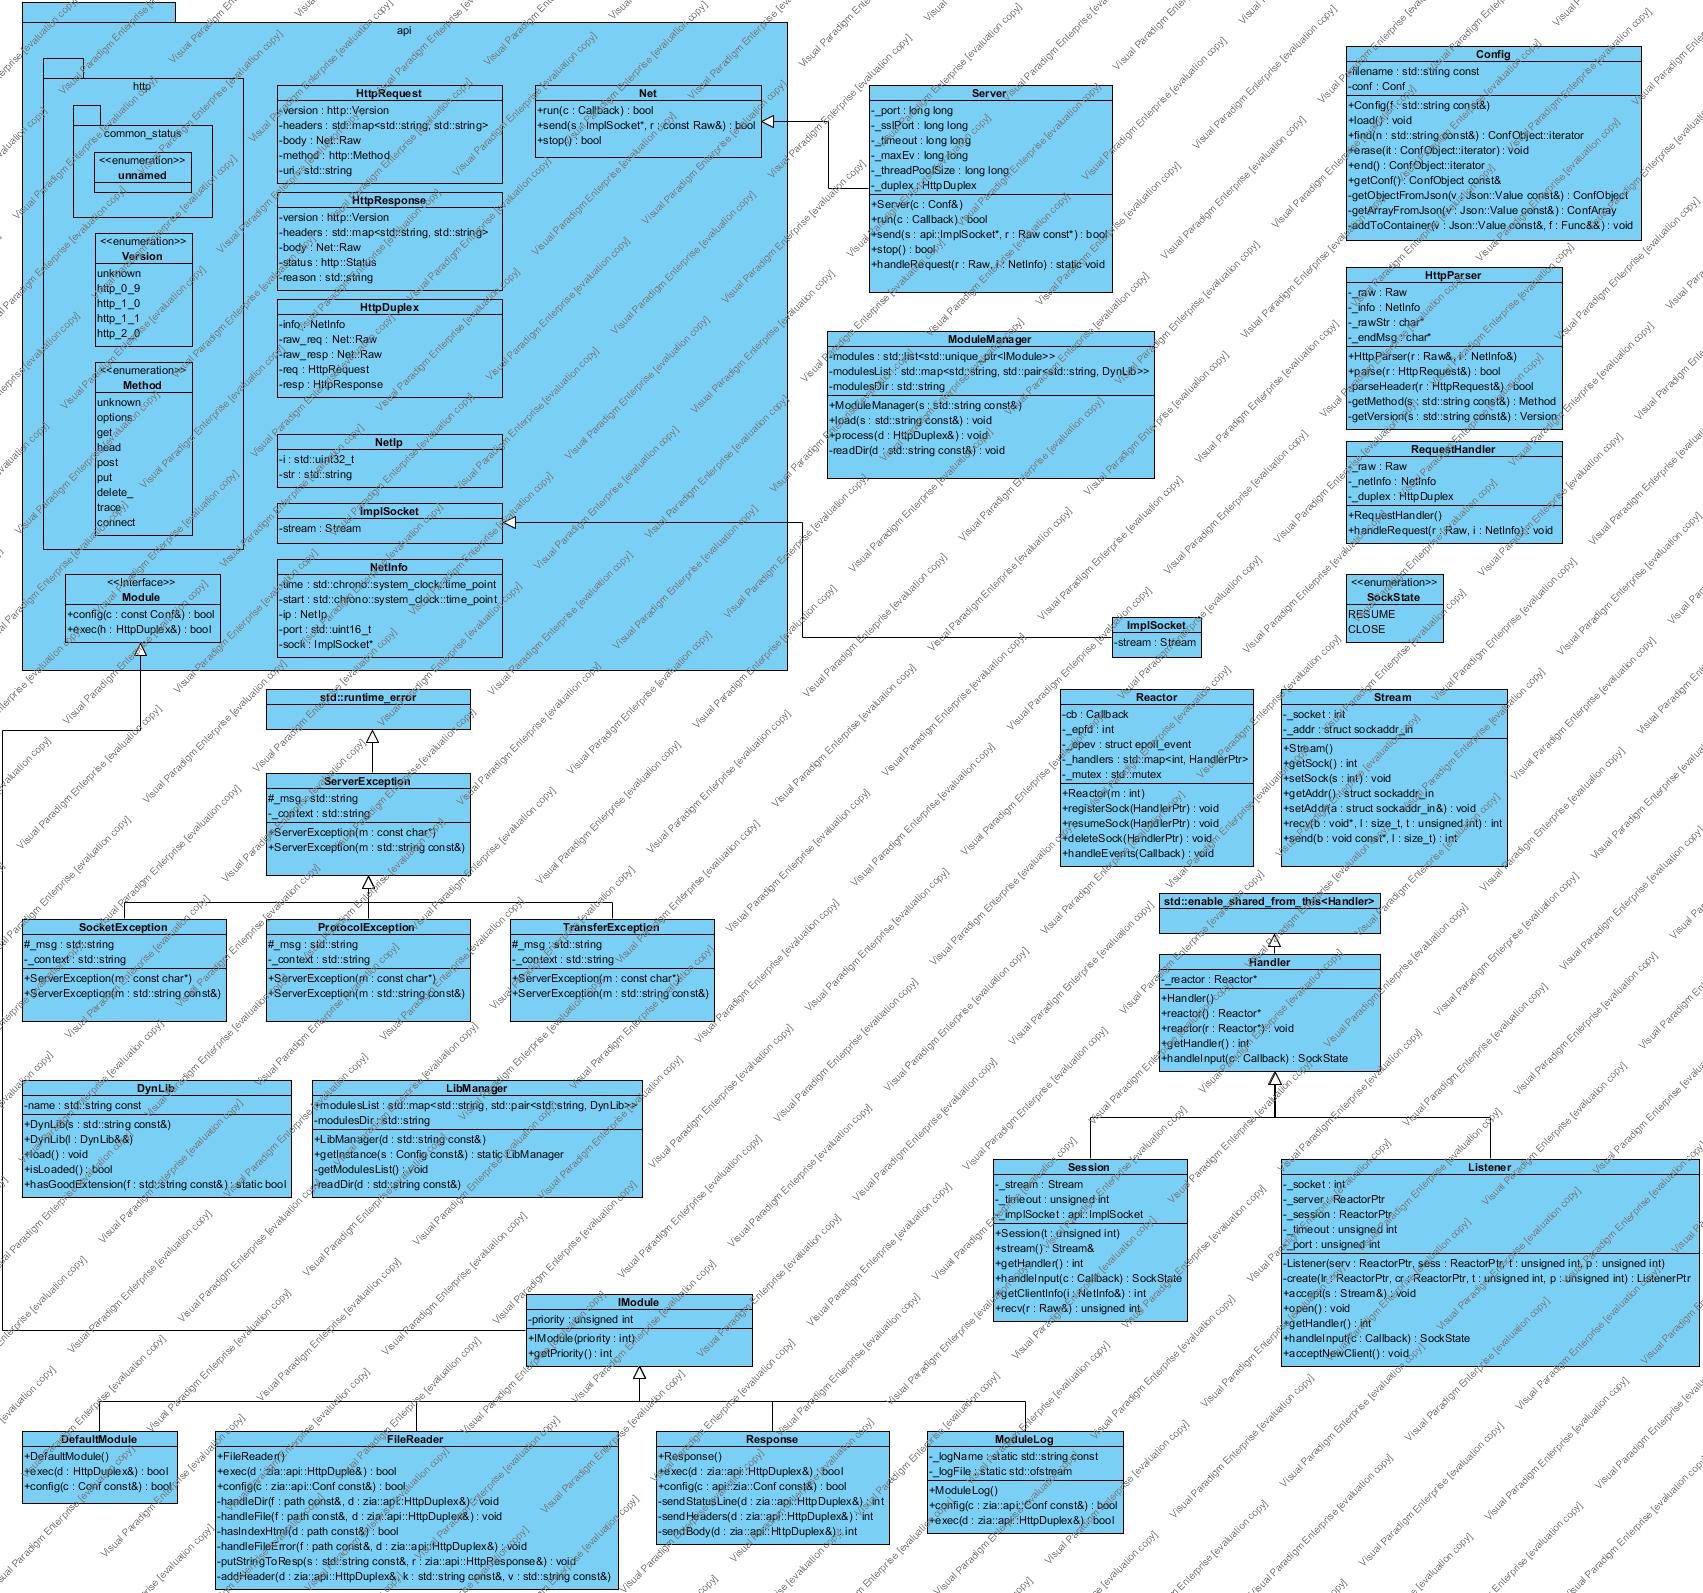 api
http
common_status
<<enumeration>>
unnamed
<<enumeration>>
Version
unknown
http_0_9
http_1_0
http_1_1
http_2_0
<<enumeration>>
Method
unknown
options
get
head
post
put
delete_
trace
connect
<<Interface>>
Module
+config(c : const Conf&) : bool
+exec(h : HttpDuplex&) : bool
HttpRequest
-version : http::Version
-headers : std::map<std::string, std::string>
-body : Net::Raw
-method : http::Method
-uri : std::string
HttpResponse
-version : http::Version
-headers : std::map<std::string, std::string>
-body : Net::Raw
-status : http::Status
-reason : std::string
HttpDuplex
-info : NetInfo
-raw_req : Net::Raw
-raw_resp : Net::Raw
-req : HttpRequest
-resp : HttpResponse
NetIp
-i : std::uint32_t
-str : std::string
ImplSocket
-stream : Stream
NetInfo
-time : std::chrono::system_clock::time_point
-start : std::chrono::system_clock::time_point
-ip : NetIp
-port : std::uint16_t
-sock : ImplSocket*
Net
+run(c : Callback) : bool
+send(s : ImplSocket*, r : const Raw&) : bool
+stop() : bool
Server
-_port : long long
-_sslPort : long long
-_timeout : long long
-_maxEv : long long
-_threadPoolSize : long long
-_duplex : HttpDuplex
+Server(c : Conf&)
+run(c : Callback) : bool
+send(s : api::ImplSocket*, r : Raw const*) : bool
+stop() : bool
+handleRequest(r : Raw, i : NetInfo) : static void
ModuleManager
-modules : std::list<std::unique_ptr<IModule>>
-modulesList : std::map<std::string, std::pair<std::string, DynLib>>
-modulesDir : std::string
+ModuleManager(s : std::string const&)
+load(s : std::string const&) : void
+process(d : HttpDuplex&) : void
-readDir(d : std::string const&) : void
Config
-filename : std::string const
-conf : Conf
+Config(f : std::string const&)
+load() : void
+find(n : std::string const&) : ConfObject::iterator
+erase(it : ConfObject::iterator) : void
+end() : ConfObject::iterator
+getConf() : ConfObject const&
-getObjectFromJson(v : Json::Value const&) : ConfObject
-getArrayFromJson(v : Json::Value const&) : ConfArray
-addToContainer(v : Json::Value const&, f : Func&&) : void
HttpParser
-_raw : Raw
-_info : NetInfo
-_rawStr : char*
-_endMsg : char*
+HttpParser(r : Raw&, i : NetInfo&)
+parse(r : HttpRequest&) : bool
-parseHeader(r : HttpRequest&) : bool
-getMethod(s : std::string const&) : Method
-getVersion(s : std::string const&) : Version
RequestHandler
-_raw : Raw
-_netInfo : NetInfo
-_duplex : HttpDuplex
+RequestHandler()
+handleRequest(r : Raw, i : NetInfo) : void
<<enumeration>>
SockState
RESUME
CLOSE
ImplSocket
-stream : Stream
Reactor
-cb : Callback
-_epfd : int
-_epev : struct epoll_event
-_handlers : std::map<int, HandlerPtr>
-_mutex : std::mutex
+Reactor(m : int)
+registerSock(HandlerPtr) : void
+resumeSock(HandlerPtr) : void
+deleteSock(HandlerPtr) : void
+handleEvents(Callback) : void
Stream
-_socket : int
-_addr : struct sockaddr_in
+Stream()
+getSock() : int
+setSock(s : int) : void
+getAddr() : struct sockaddr_in
+setAddr(a : struct sockaddr_in&) : void
+recv(b : void*, l : size_t, t : unsigned int) : int
+send(b : void const*, l : size_t) : int
std::runtime_error
ServerException
#_msg : std::string
-_context : std::string
+ServerException(m : const char*)
+ServerException(m : std::string const&)
SocketException
#_msg : std::string
-_context : std::string
+ServerException(m : const char*)
+ServerException(m : std::string const&)
ProtocolException
#_msg : std::string
-_context : std::string
+ServerException(m : const char*)
+ServerException(m : std::string const&)
TransferException
#_msg : std::string
-_context : std::string
+ServerException(m : const char*)
+ServerException(m : std::string const&)
std::enable_shared_from_this<Handler>
Handler
-_reactor : Reactor*
+Handler()
+reactor() : Reactor*
+reactor(r : Reactor*) : void
+getHandler() : int
+handleInput(c : Callback) : SockState
DynLib
-name : std::string const
+DynLib(s : std::string const&)
+DynLib(l : DynLib&&)
+load() : void
+isLoaded() : bool
+hasGoodExtension(f : std::string const&) : static bool
LibManager
+modulesList : std::map<std::string, std::pair<std::string, DynLib>>
-modulesDir : std::string
+LibManager(d : std::string const&)
+getInstance(s : Config const&) : static LibManager
-getModulesList() : void
-readDir(d : std::string const&)
Session
-_stream : Stream
-_timeout : unsigned int
-_implSocket : api::ImplSocket
+Session(t : unsigned int)
+stream() : Stream&
+getHandler() : int
+handleInput(c : Callback) : SockState
+getClientInfo(i : NetInfo&) : int
+recv(r : Raw&) : unsigned int
Listener
-_socket : int
-_server : ReactorPtr
-_session : ReactorPtr
-_timeout : unsigned int
-_port : unsigned int
-Listener(serv : ReactorPtr, sess : ReactorPtr, t : unsigned int, p : unsigned int)
-create(lr : ReactorPtr, cr : ReactorPtr, t : unsigned int, p : unsigned int) : ListenerPtr
+accept(s : Stream&) : void
+open() : void
+getHandler() : int
+handleInput(c : Callback) : SockState
+acceptNewClient() : void
IModule
-priority : unsigned int
+IModule(priority : int)
+getPriority() : int
DefaultModule
+DefaultModule()
+exec(d : HttpDuplex&) : bool
+config(c : Conf const&) : bool
FileReader
+FileReader()
+exec(d : zia::api::HttpDuple&) : bool
+config(c : zia::api::Conf const&) : bool
-handleDir(f : path const&, d : zia::api::HttpDuplex&) : void
-handleFile(f : path const&, d : zia::api::HttpDuplex&) : void
-hasIndexHtml(d : path const&) : bool
-handleFileError(f : path const&, d : zia::api::HttpDuplex&) : void
-putStringToResp(s : std::string const&, r : zia::api::HttpResponse&) : void
-addHeader(d : zia::api::HttpDuplex&, k : std::string const&, v : std::string const&)
Response
+Response()
+exec(d : zia::api::HttpDuplex&) : bool
+config(c : api::zia::Conf const&) : bool
-sendStatusLine(d : zia::api::HttpDuplex&) : int
-sendHeaders(d : zia::api::HttpDuplex&) : int
-sendBody(d : zia::api::HttpDuplex&) : int
ModuleLog
-_logName : static std::string const
-_logFile : static std::ofstream
+ModuleLog()
+config(c : zia::api::Conf const&) : bool
+exec(d : zia::api::HttpDuplex&) : bool
Visual Paradigm Enterprise [evaluation copy]